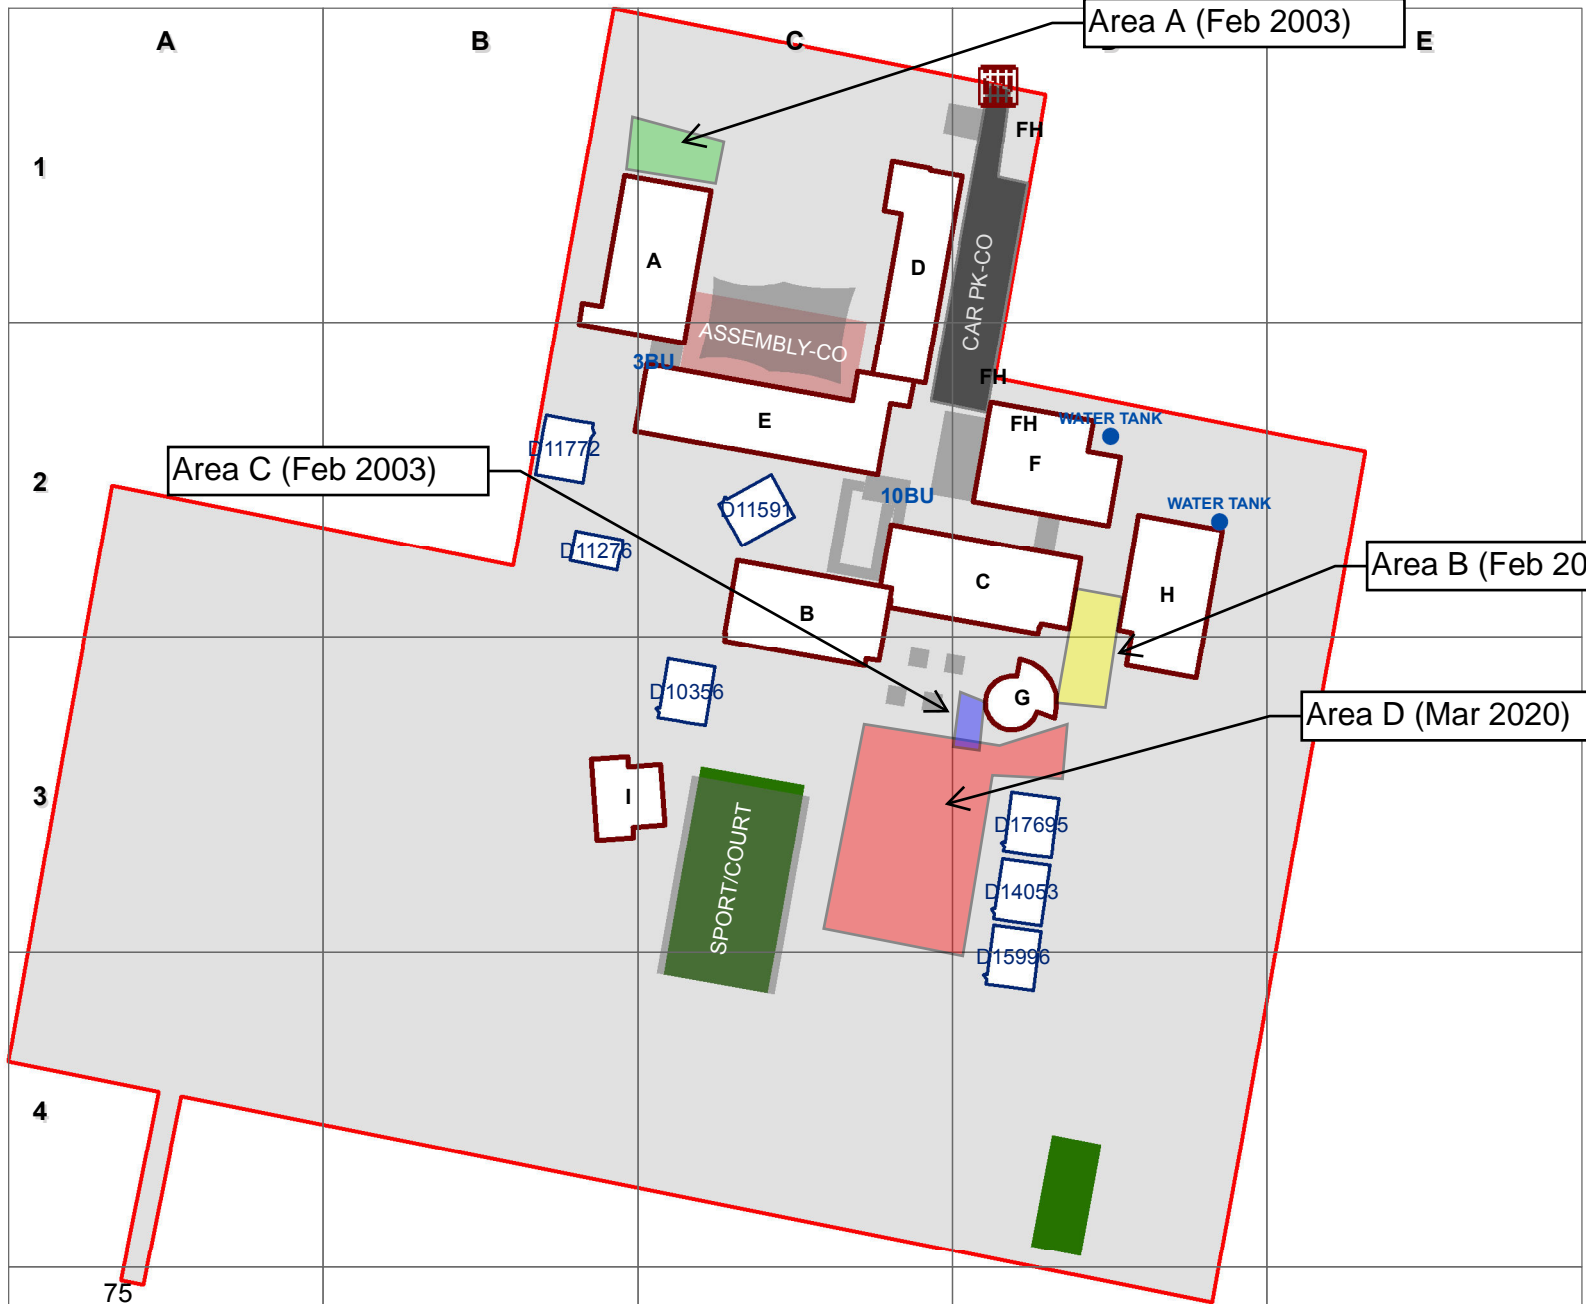 Area A (Feb 2003)
A
B
C
E
FH
1
A
D
CAR PK-CO
ASSEMBLY-CO
3BU
FH
E
FH
WATER TANK
F
D11772
Area C (Feb 2003)
2
10BU
WATER TANK
D11591
D11276
Area B (Feb 20
C
H
B
D10356
G
Area D (Mar 2020)
3
I
D17695
SPORT/COURT
D14053
D15996
4
75